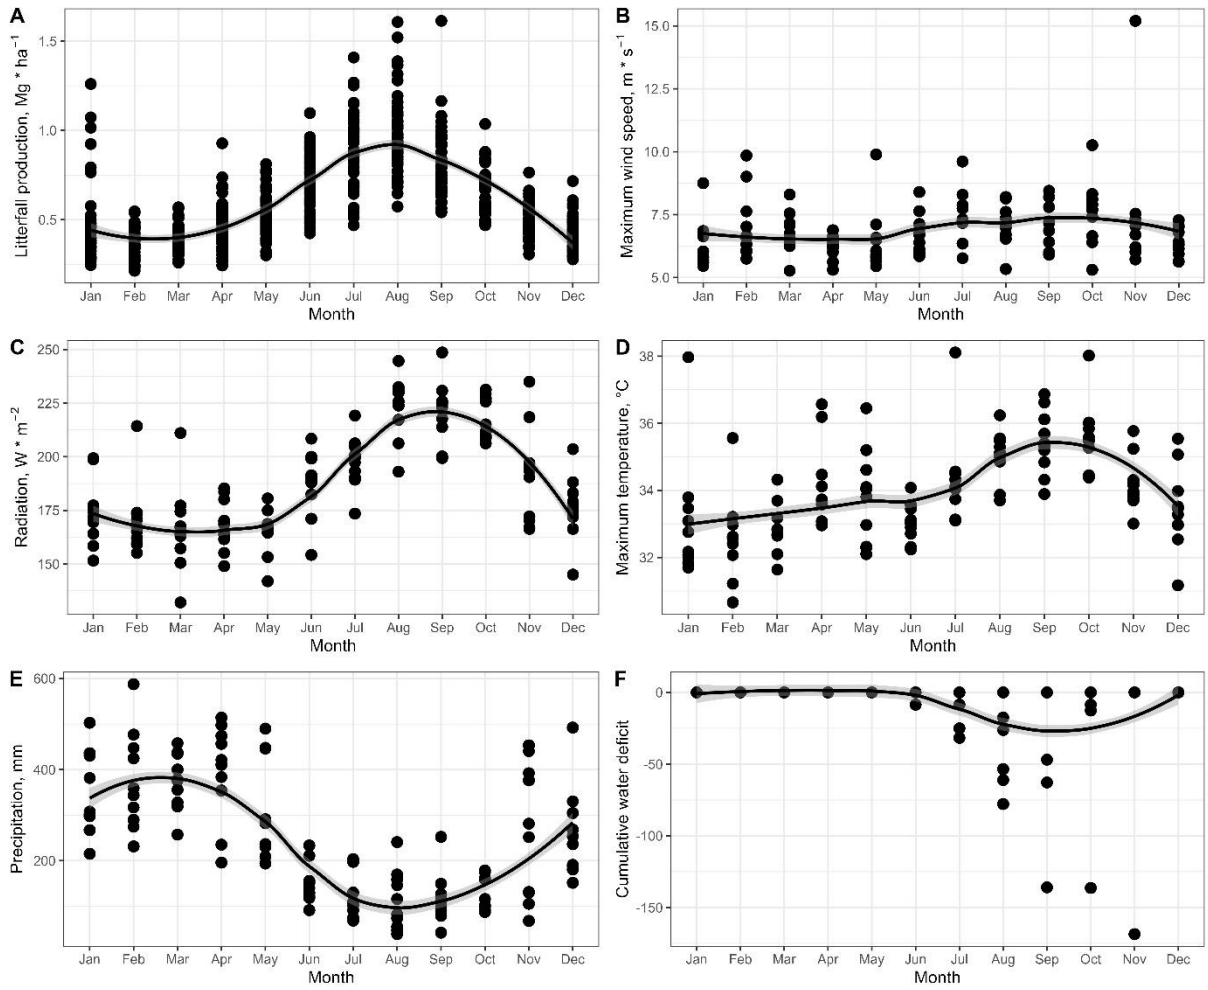 A
Litterfall production, Mg * ha⁻¹
1.5
1.0
0.5
Jan Feb Mar Apr May Jun Jul Aug Sep Oct Nov Dec
Month
B
Maximum wind speed, m * s⁻¹
15.0
12.5
10.0
7.5
5.0
Jan Feb Mar Apr May Jun Jul Aug Sep Oct Nov Dec
Month
C
Radiation, W * m⁻²
250
225
200
175
150
Jan Feb Mar Apr May Jun Jul Aug Sep Oct Nov Dec
Month
D
Maximum temperature, °C
38
36
34
32
Jan Feb Mar Apr May Jun Jul Aug Sep Oct Nov Dec
Month
E
Precipitation, mm
600
400
200
Jan Feb Mar Apr May Jun Jul Aug Sep Oct Nov Dec
Month
F
Cumulative water deficit
0
-50
-100
-150
Jan Feb Mar Apr May Jun Jul Aug Sep Oct Nov Dec
Month